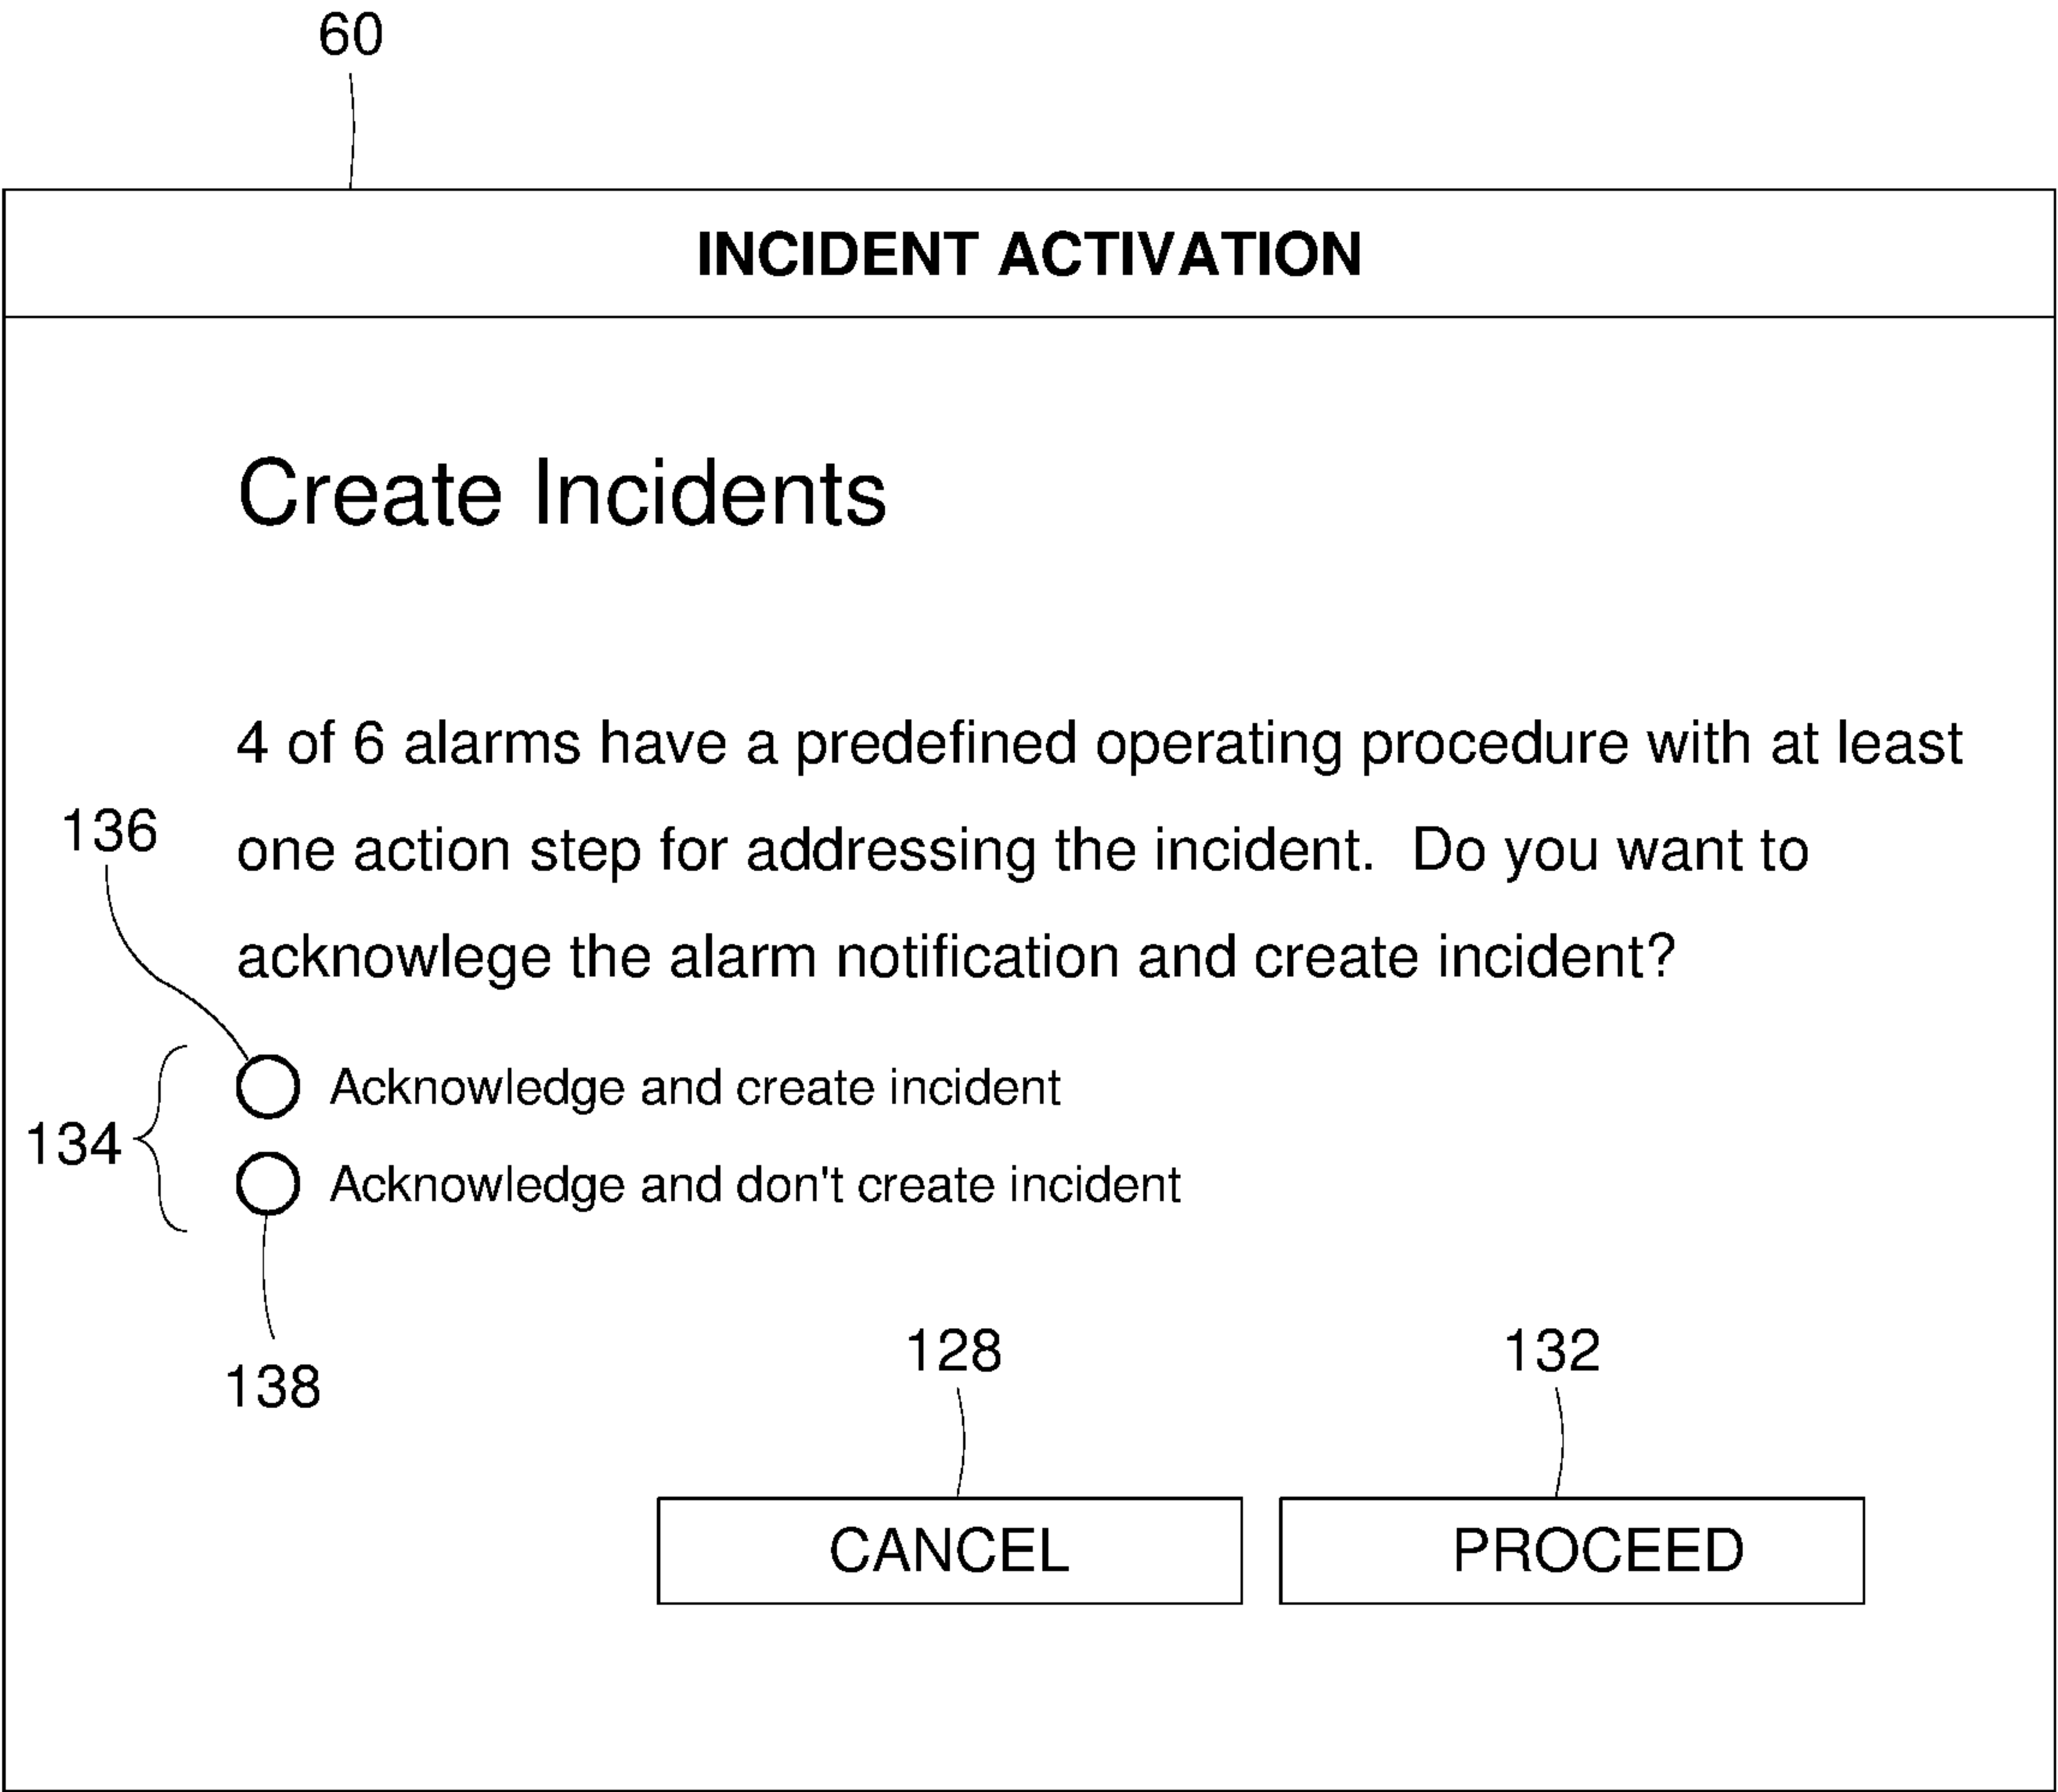 60
INCIDENT ACTIVATION
Create Incidents
4 of 6 alarms have a predefined operating procedure with at least
136
one action step for addressing the incident. Do you want to
acknowlege the alarm notification and create incident?
Acknowledge and create incident
134
Acknowledge and don't create incident
138
128
132
CANCEL
PROCEED